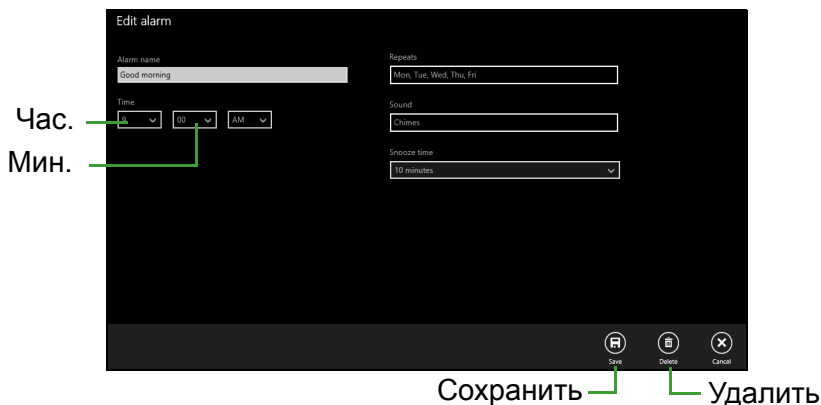 Edit alarm
Alarm name
Good morning
Time
00
AM
Repeats
Mon, Tue, Wed, Thu, Fri
Sound
Chimes
Snooze time
10 minutes
Час.
Мин.
Save
Delete
Cancel
Сохранить
Удалить